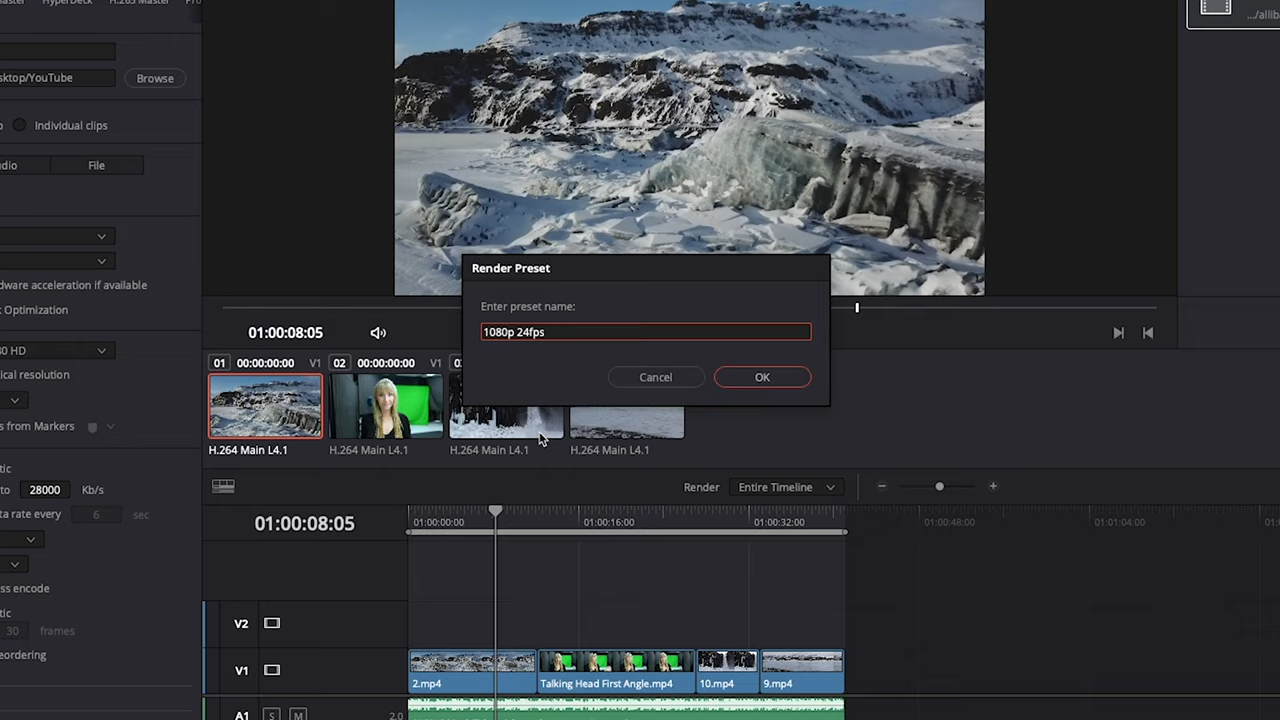 HyperDeck H.265 Master
.../allib
sktop/YouTube Browse
Individual clips
dio File
dware acceleration if available
Optimization
80 HD
ical resolution
s from Markers
tic
to 28000 Kb/s
ta rate every 6 sec
ss encode
tic
30 frames
eordering
Render Preset
Enter preset name:
1080p 24fps
Cancel OK
01:00:08:05
01 00:00:00:00 V1 02 00:00:00:00 V1 0
H.264 Main L4.1 H.264 Main L4.1 H.264 Main L4.1 H.264 Main L4.1
Render Entire Timeline
01:00:08:05
01:00:00:00 01:00:16:00 01:00:32:00 01:00:48:00 01:01:04:00
V2
V1
2.mp4 Talking Head First Angle.mp4 10.mp4 9.mp4
A1 S M 2.0